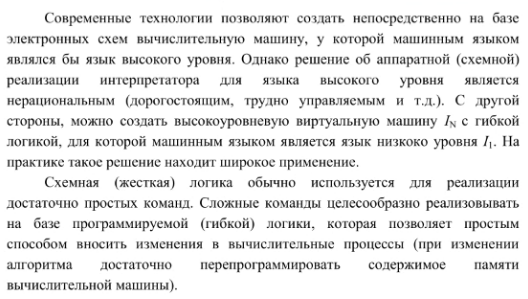 Современные технологии позволяют создать непосредственно на базе
электронных схем вычислительную машину, у которой машинным языком
являлся бы язык высокого уровня. Однако решение об аппаратной (схемной)
реализации интерпретатора для языка высокого уровня является
нерациональным (дорогостоящим, трудно управляемым и т.д.). С другой
стороны, можно создать высокоуровневую виртуальную машину I_N с гибкой
логикой, для которой машинным языком является язык низкоко уровня I_1. На
практике такое решение находит широкое применение.
Схемная (жесткая) логика обычно используется для реализации
достаточно простых команд. Сложные команды целесообразно реализовывать
на базе программируемой (гибкой) логики, которая позволяет простым
способом вносить изменения в вычислительные процессы (при изменении
алгоритма достаточно перепрограммировать содержимое памяти
вычислительной машины).